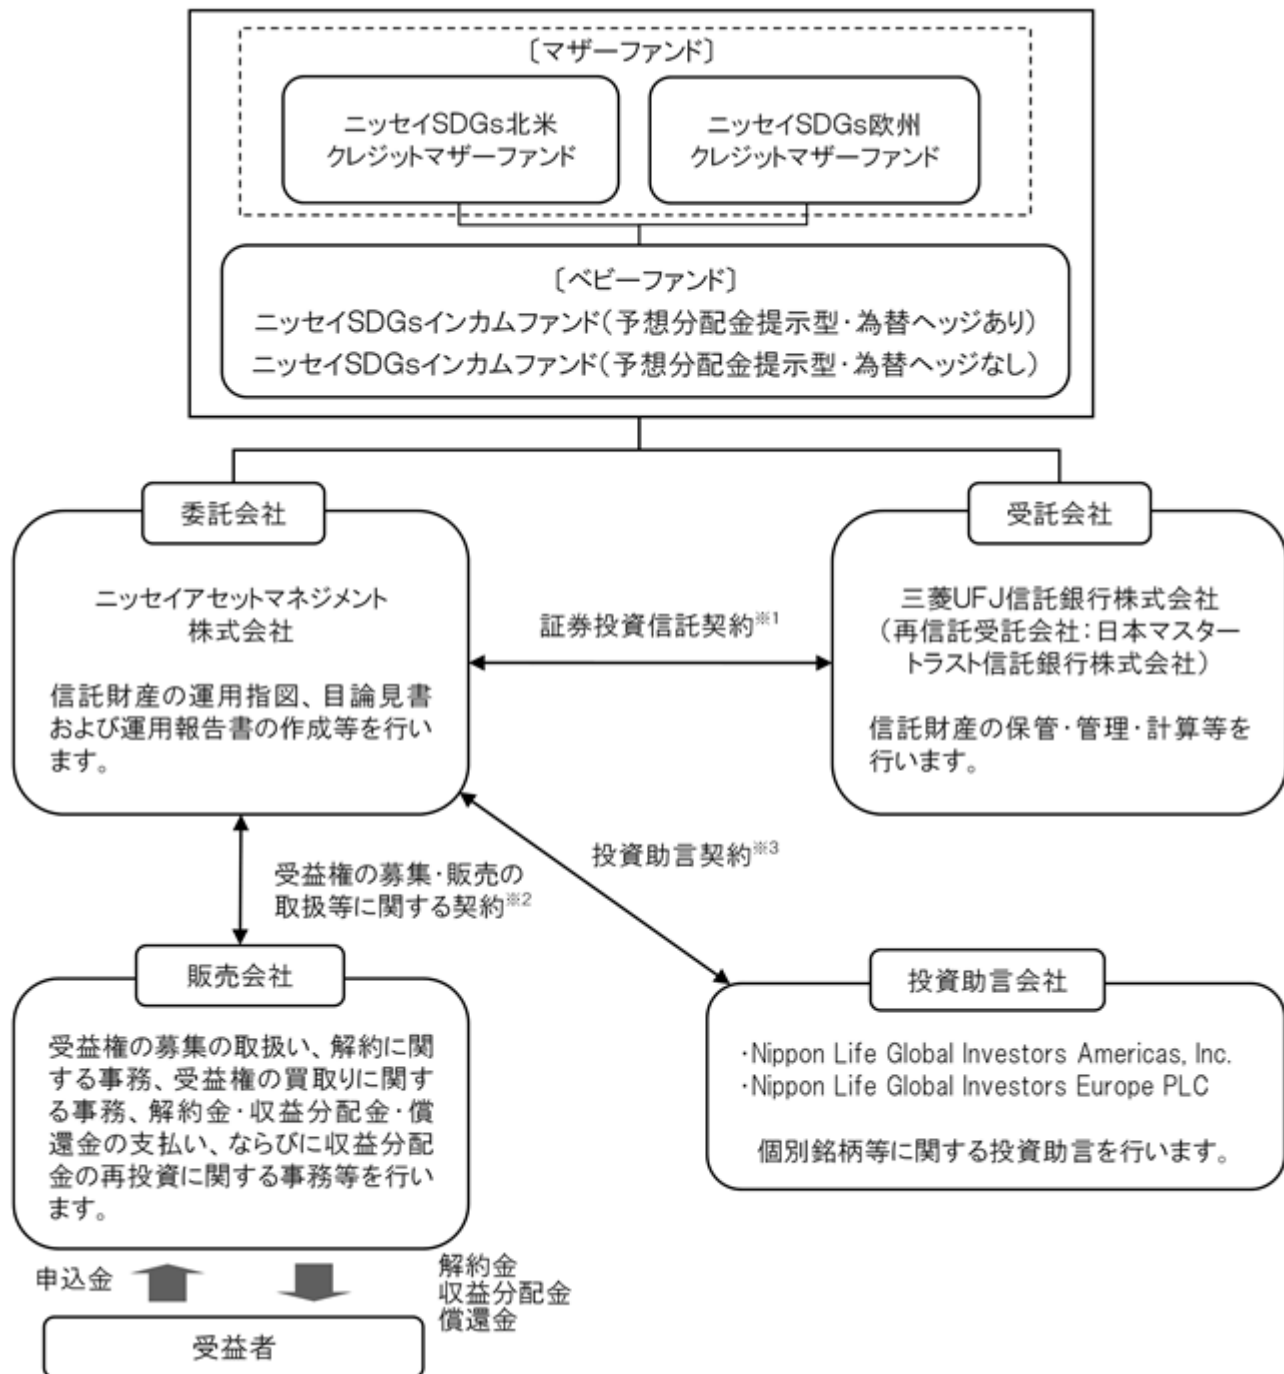 〔マザーファンド〕
ニッセイSDGs北米
クレジットマザーファンド
ニッセイSDGs欧州
クレジットマザーファンド
〔ベビーファンド〕
ニッセイSDGsインカムファンド(予想分配金提示型・為替ヘッジあり)
ニッセイSDGsインカムファンド(予想分配金提示型・為替ヘッジなし)
委託会社
ニッセイアセットマネジメント
株式会社
信託財産の運用指図、目論見書
および運用報告書の作成等を行い
ます。
証券投資信託契約※1
受託会社
三菱UFJ信託銀行株式会社
(再信託受託会社:日本マスター
トラスト信託銀行株式会社)
信託財産の保管・管理・計算等を
行います。
受益権の募集・販売の
取扱等に関する契約※2
投資助言契約※3
販売会社
受益権の募集の取扱い、解約に関
する事務、受益権の買取りに関す
る事務、解約金・収益分配金・償
還金の支払い、ならびに収益分配
金の再投資に関する事務等を行い
ます。
投資助言会社
・Nippon Life Global Investors Americas, Inc.
・Nippon Life Global Investors Europe PLC
個別銘柄等に関する投資助言を行います。
申込金
解約金
収益分配金
償還金
受益者